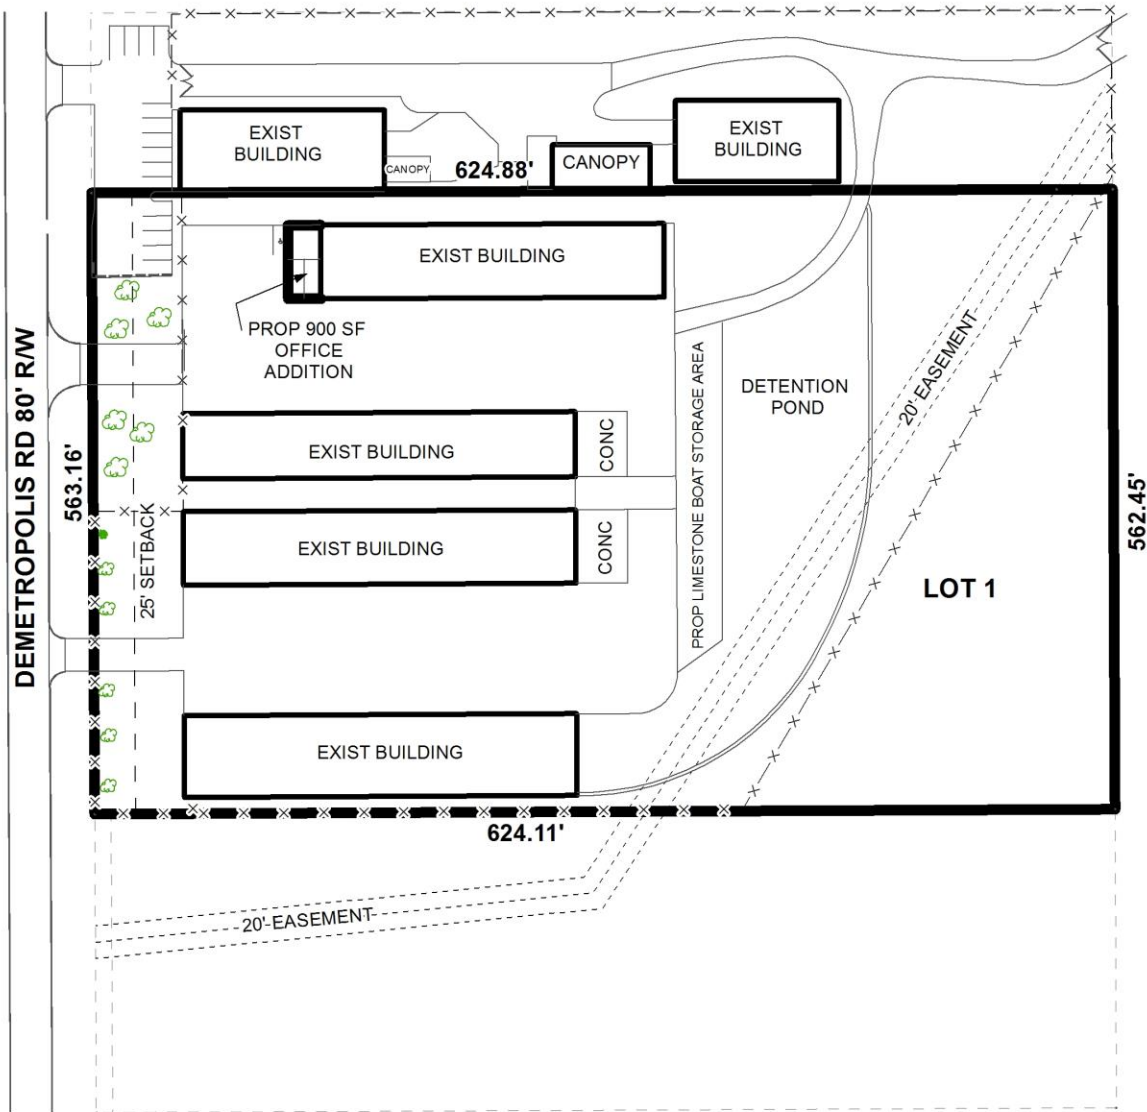 EXIST
BUILDING
EXIST
BUILDING
CANOPY
CANOPY
624.88'
EXIST BUILDING
PROP 900 SF
OFFICE
ADDITION
DEMETROPOLIS RD 80' R/W
563.16'
25' SETBACK
EXIST BUILDING
CONC
EXIST BUILDING
CONC
PROP LIMESTONE BOAT STORAGE AREA
DETENTION
POND
20' EASEMENT
LOT 1
562.45'
EXIST BUILDING
624.11'
20' EASEMENT